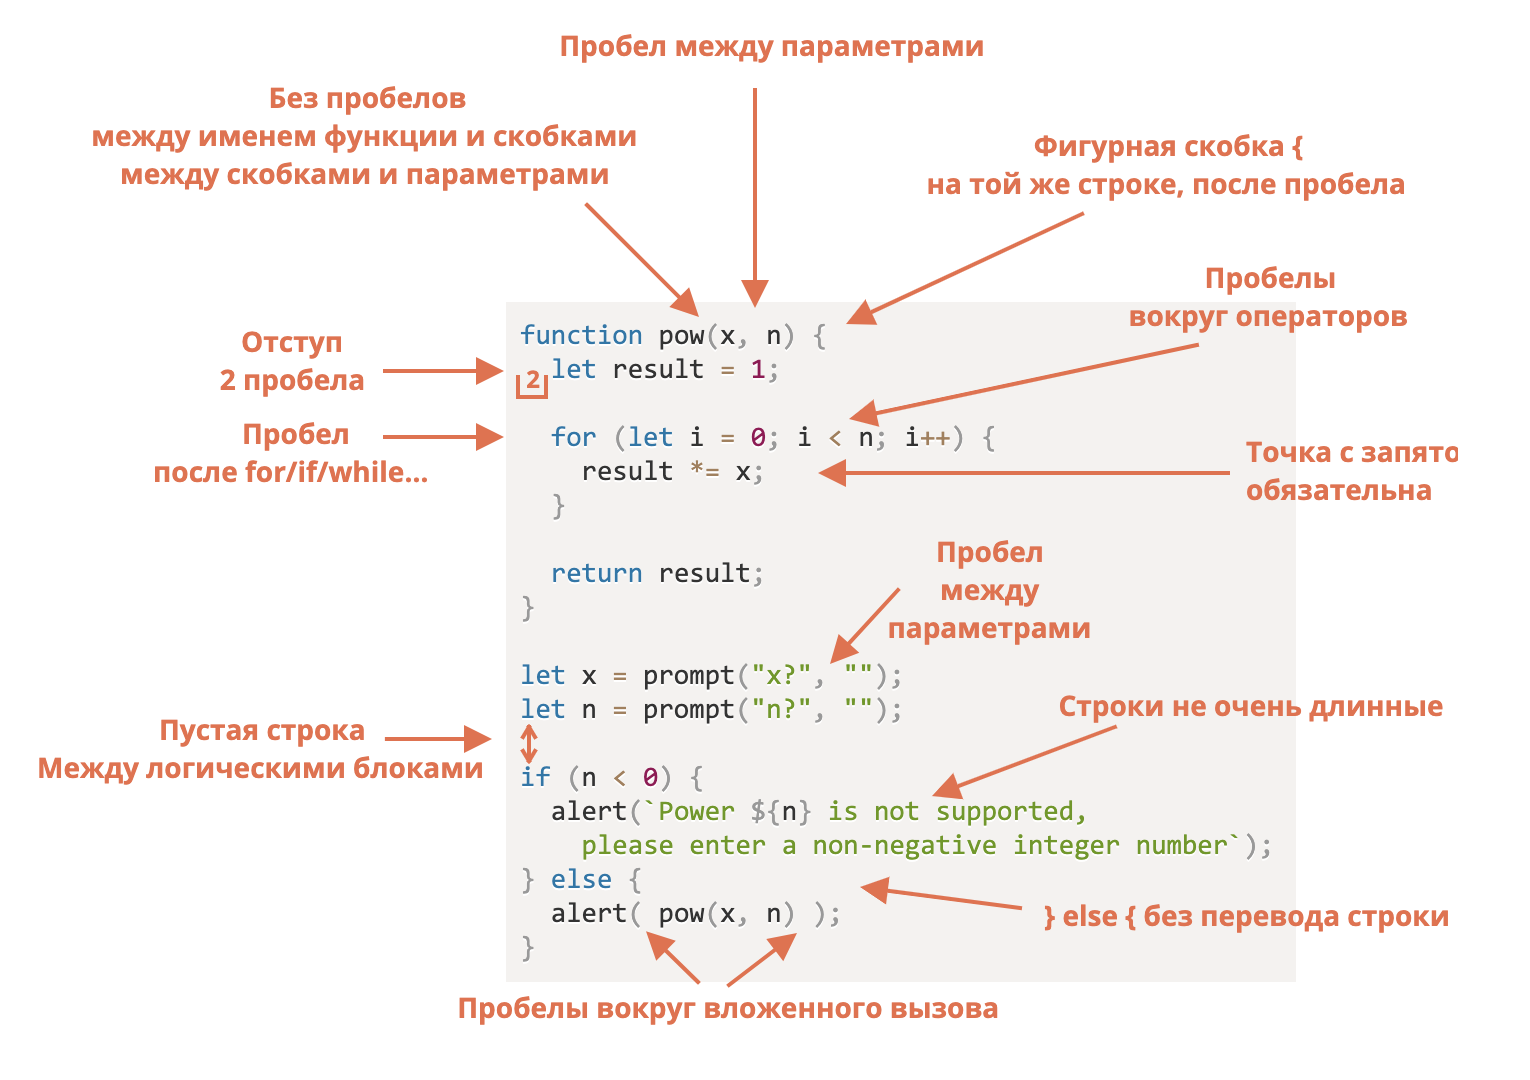 Пробел между параметрами
Без пробелов
между именем функции и скобками
между скобками и параметрами
Фигурная скобка {
на той же строке, после пробела
Пробелы
вокруг операторов
Отступ
2 пробела
Пробел
после for/if/while...
Точка с запято
обязательна
Пробел
между
параметрами
Пустая строка
Между логическими блоками
Строки не очень длинные
} else { без перевода строки
Пробелы вокруг вложенного вызова
function pow(x, n) {
2
  let result = 1;
  for (let i = 0; i < n; i++) {
    result *= x;
  }
  return result;
}
let x = prompt("x?", "");
let n = prompt("n?", "");
if (n < 0) {
  alert(`Power ${n} is not supported,
    please enter a non-negative integer number`);
} else {
  alert( pow(x, n) );
}